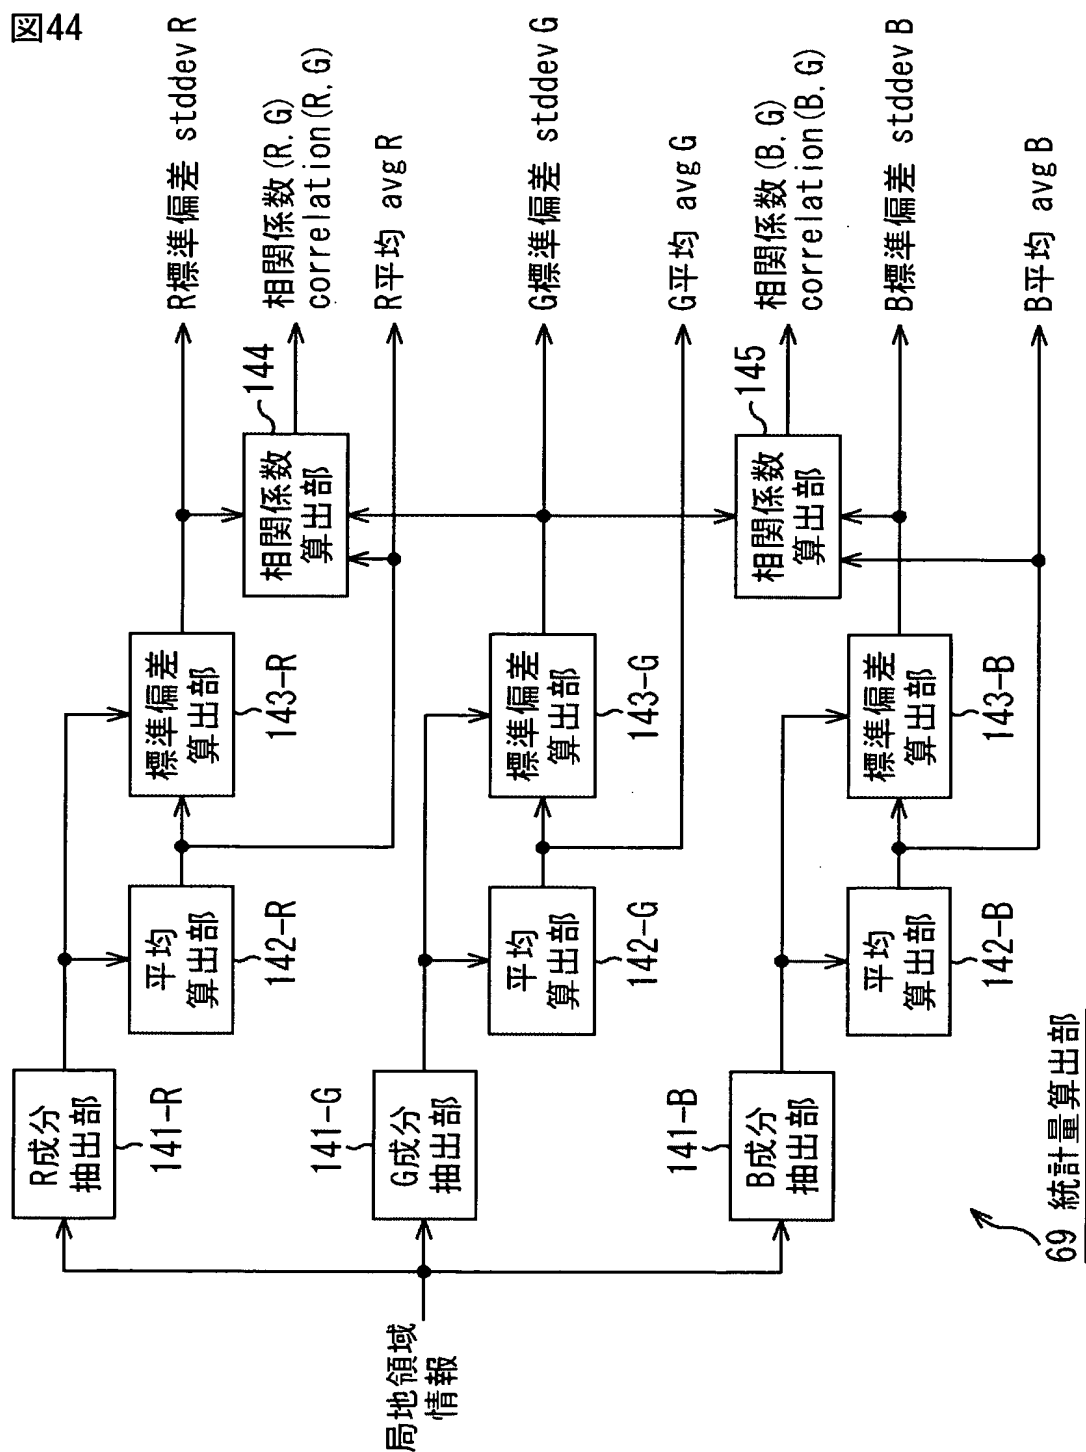 図44
局地領域
情報
R成分
抽出部
141-R
G成分
抽出部
141-G
B成分
抽出部
141-B
平均
算出部
142-R
平均
算出部
142-G
平均
算出部
142-B
標準偏差
算出部
143-R
標準偏差
算出部
143-G
標準偏差
算出部
143-B
相関係数
算出部
144
相関係数
算出部
145
R標準偏差 stddev R
相関係数(R, G)
correlation(R, G)
R平均 avg R
G標準偏差 stddev G
G平均 avg G
相関係数(B, G)
correlation(B, G)
B標準偏差 stddev B
B平均 avg B
69 統計量算出部